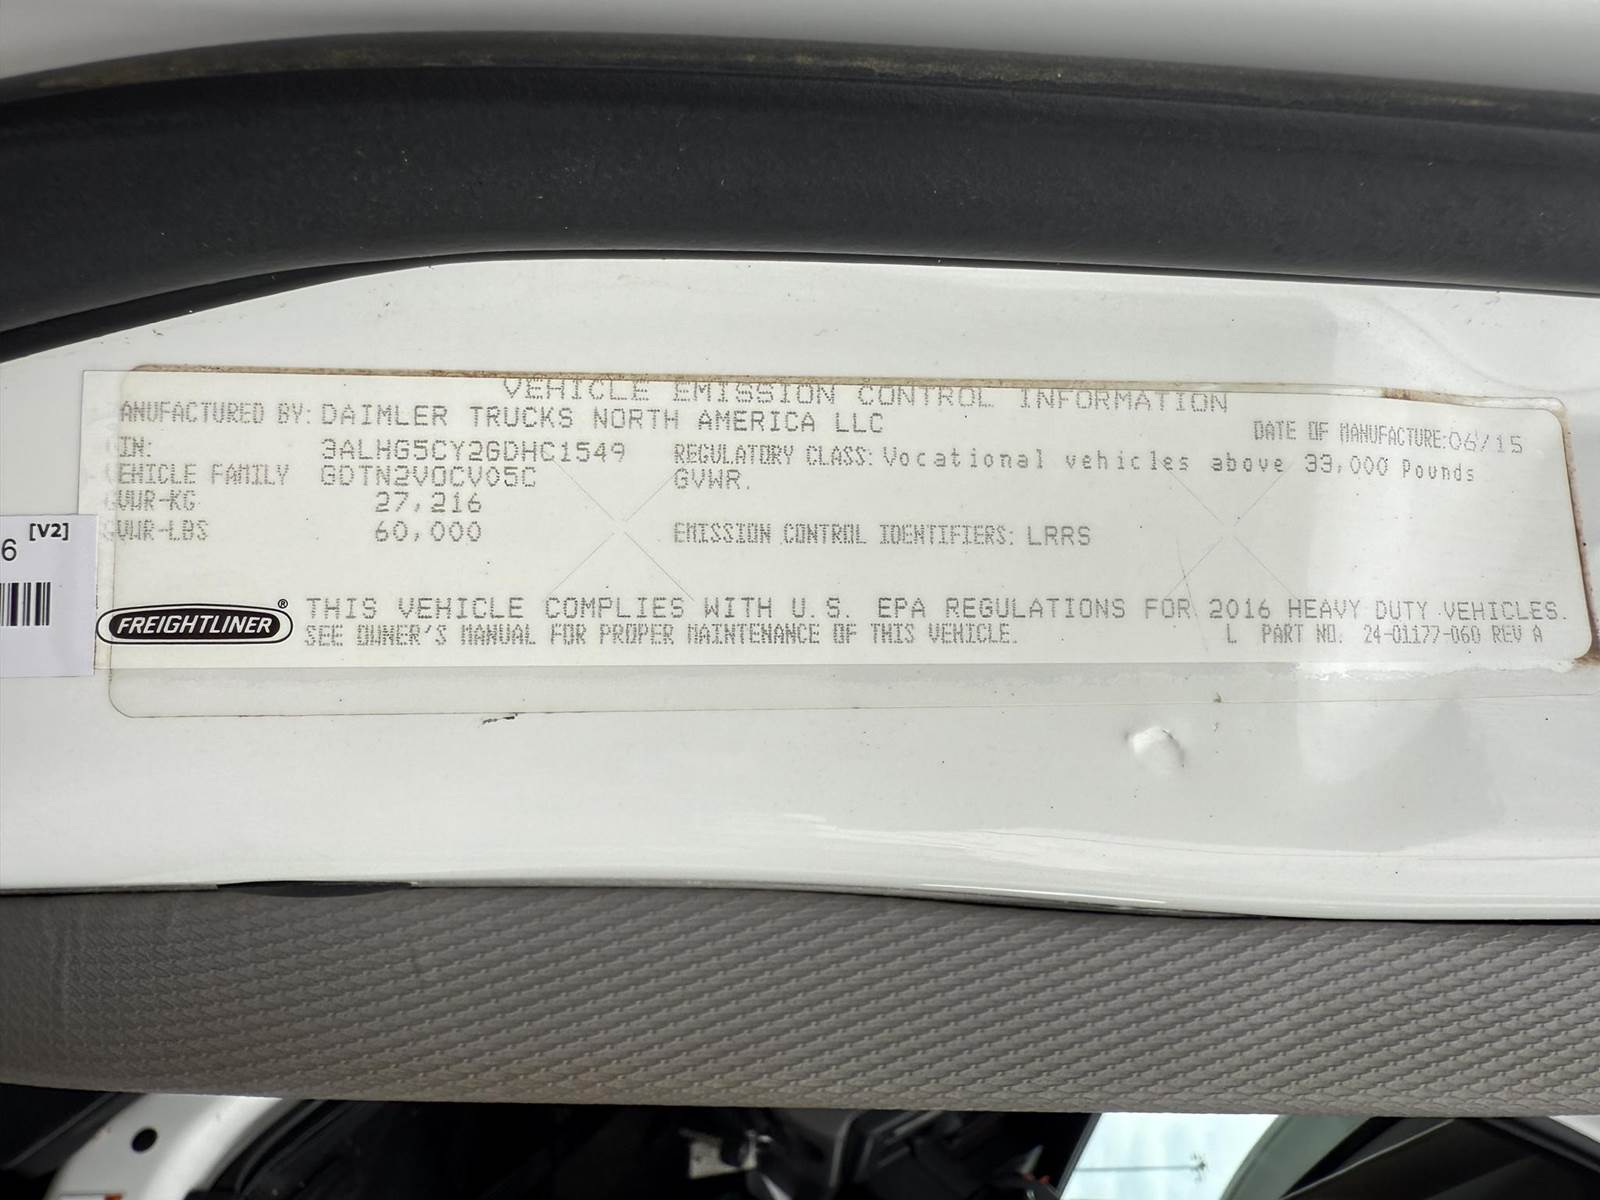 VEHICLE EMISSION CONTROL INFORMATION
ANUFACTURED BY: DAIMLER TRUCKS NORTH AMERICA LLC
DATE OF MANUFACTURE: 06/15
IN: 3ALHG5CY2GDHC1549
REGULATORY CLASS: Vocational vehicles above 33,000 Pounds
EHICLE FAMILY GDTN2VOCV05C
GVWR.
GVWR-KG 27,216
GVWR-LBS 60,000
EMISSION CONTROL IDENTIFIERS: LRRS
6 [V2]
FREIGHTLINER®
THIS VEHICLE COMPLIES WITH U.S. EPA REGULATIONS FOR 2016 HEAVY DUTY VEHICLES.
SEE OWNER'S MANUAL FOR PROPER MAINTENANCE OF THIS VEHICLE.
L PART NO. 24-01177-060 REV A